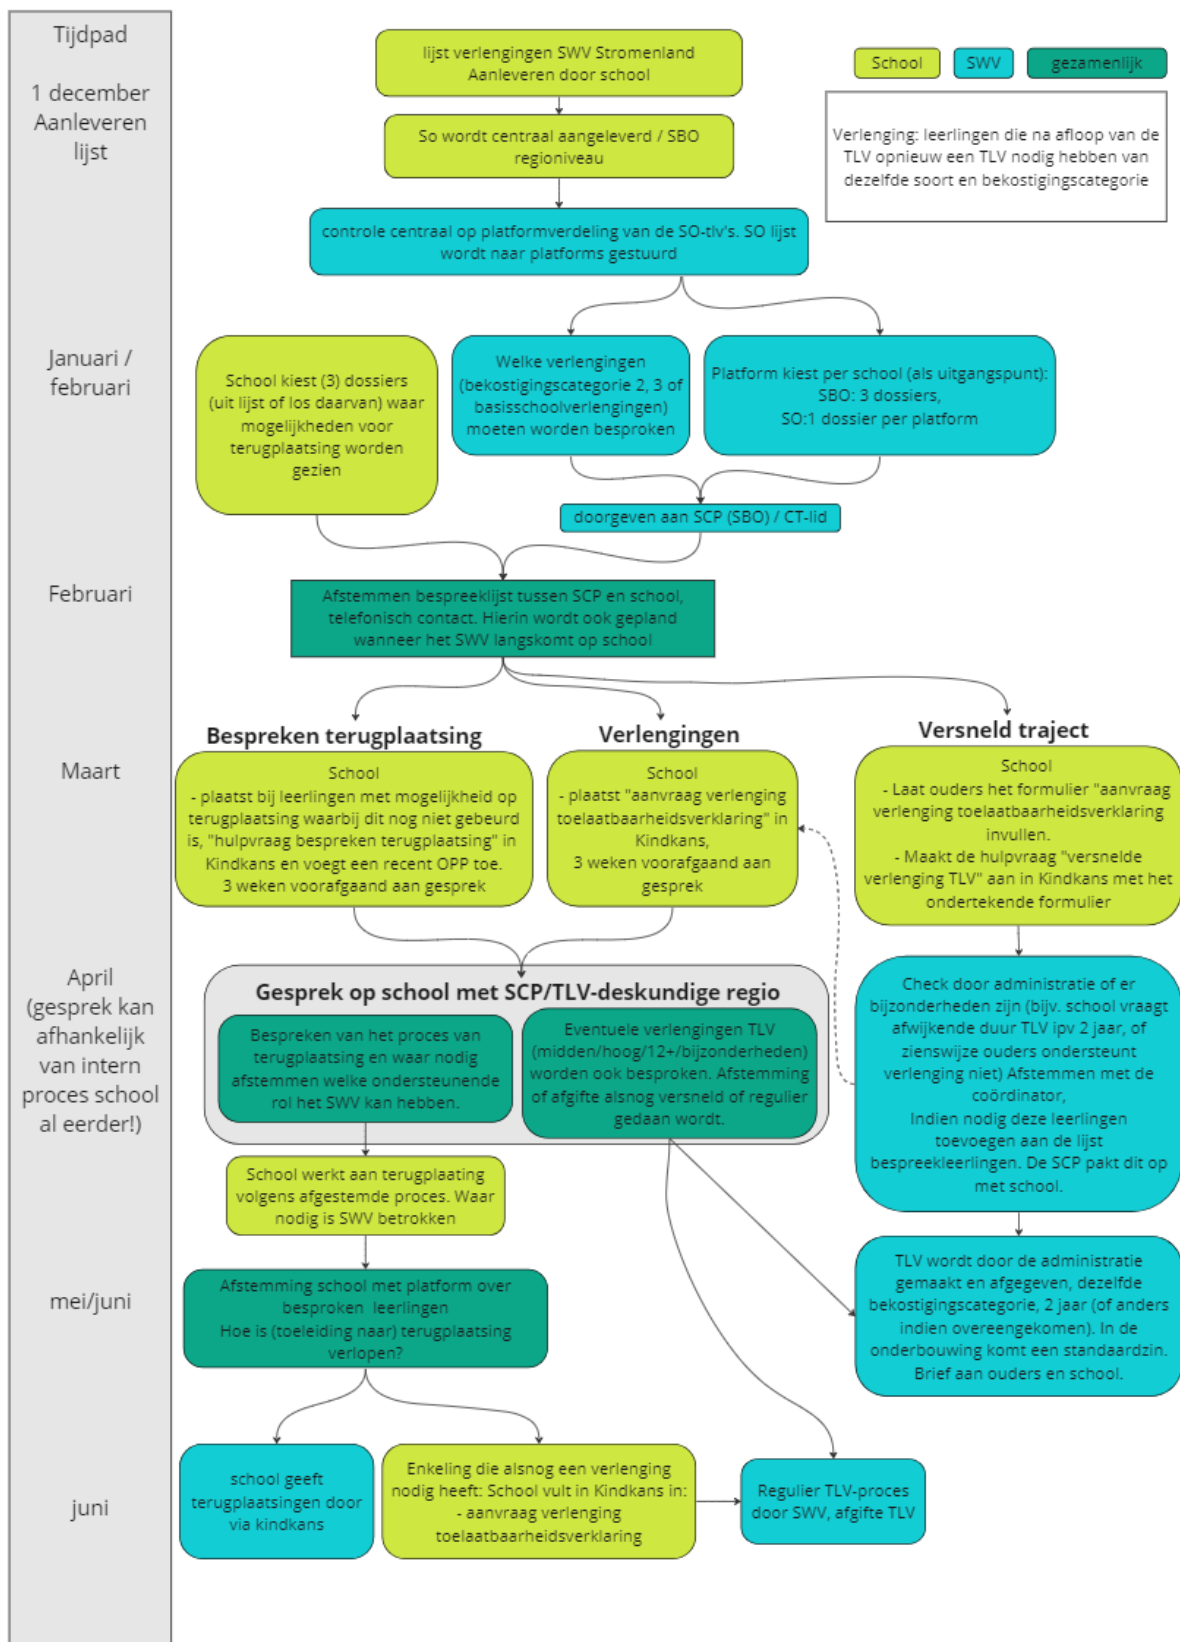 Tijdpad
1 december
Aanleveren
lijst
lijst verlengingen SWV Stromenland
Aanleveren door school
School
SWV
gezamenlijk
Verlenging: leerlingen die na afloop van de
TLV opnieuw een TLV nodig hebben van
dezelfde soort en bekostigingscategorie
So wordt centraal aangeleverd / SBO
regioniveau
controle centraal op platformverdeling van de SO-tlv's. SO lijst
wordt naar platforms gestuurd
Januari /
februari
School kiest (3) dossiers
(uit lijst of los daarvan) waar
mogelijkheden voor
terugplaatsing worden
gezien
Welke verlengingen
(bekostigingscategorie 2, 3 of
basisschoolverlengingen)
moeten worden besproken
Platform kiest per school (als uitgangspunt):
SBO: 3 dossiers,
SO:1 dossier per platform
doorgeven aan SCP (SBO) / CT-lid
Februari
Afstemmen bespreeklijst tussen SCP en school,
telefonisch contact. Hierin wordt ook gepland
wanneer het SWV langskomt op school
Maart
Bespreken terugplaatsing
School
- plaatst bij leerlingen met mogelijkheid op
terugplaatsing waarbij dit nog niet gebeurd
is, "hulpvraag bespreken terugplaatsing" in
Kindkans en voegt een recent OPP toe.
3 weken voorafgaand aan gesprek
Verlengingen
School
- plaatst "aanvraag verlenging
toelaatbaarheidsverklaring" in
Kindkans,
3 weken voorafgaand aan
gesprek
Versneld traject
School
- Laat ouders het formulier "aanvraag
verlenging toelaatbaarheidsverklaring
invullen.
- Maakt de hulpvraag "versnelde
verlenging TLV" aan in Kindkans met het
ondertekende formulier
April
(gesprek kan
afhankelijk
van intern
proces school
al eerder!)
Gesprek op school met SCP/TLV-deskundige regio
Bespreken van het proces van
terugplaatsing en waar nodig
afstemmen welke ondersteunende
rol het SWV kan hebben.
Eventuele verlengingen TLV
(midden/hoog/12+/bijzonderheden)
worden ook besproken. Afstemming
of afgifte alsnog versneld of regulier
gedaan wordt.
Check door administratie of er
bijzonderheden zijn (bijv. school vraagt
afwijkende duur TLV ipv 2 jaar, of
zienswijze ouders ondersteunt
verlenging niet) Afstemmen met de
coördinator,
Indien nodig deze leerlingen
toevoegen aan de lijst
bespreekleerlingen. De SCP pakt dit op
met school.
School werkt aan terugplaating
volgens afgestemde proces. Waar
nodig is SWV betrokken
mei/juni
Afstemming school met platform over
besproken leerlingen
Hoe is (toeleiding naar) terugplaatsing
verlopen?
TLV wordt door de administratie
gemaakt en afgegeven, dezelfde
bekostigingscategorie, 2 jaar (of anders
indien overeengekomen). In de
onderbouwing komt een standaardzin.
Brief aan ouders en school.
juni
school geeft
terugplaatsingen door
via kindkans
Enkeling die alsnog een verlenging
nodig heeft: School vult in Kindkans in:
- aanvraag verlenging
toelaatbaarheidsverklaring
Regulier TLV-proces
door SWV, afgifte TLV